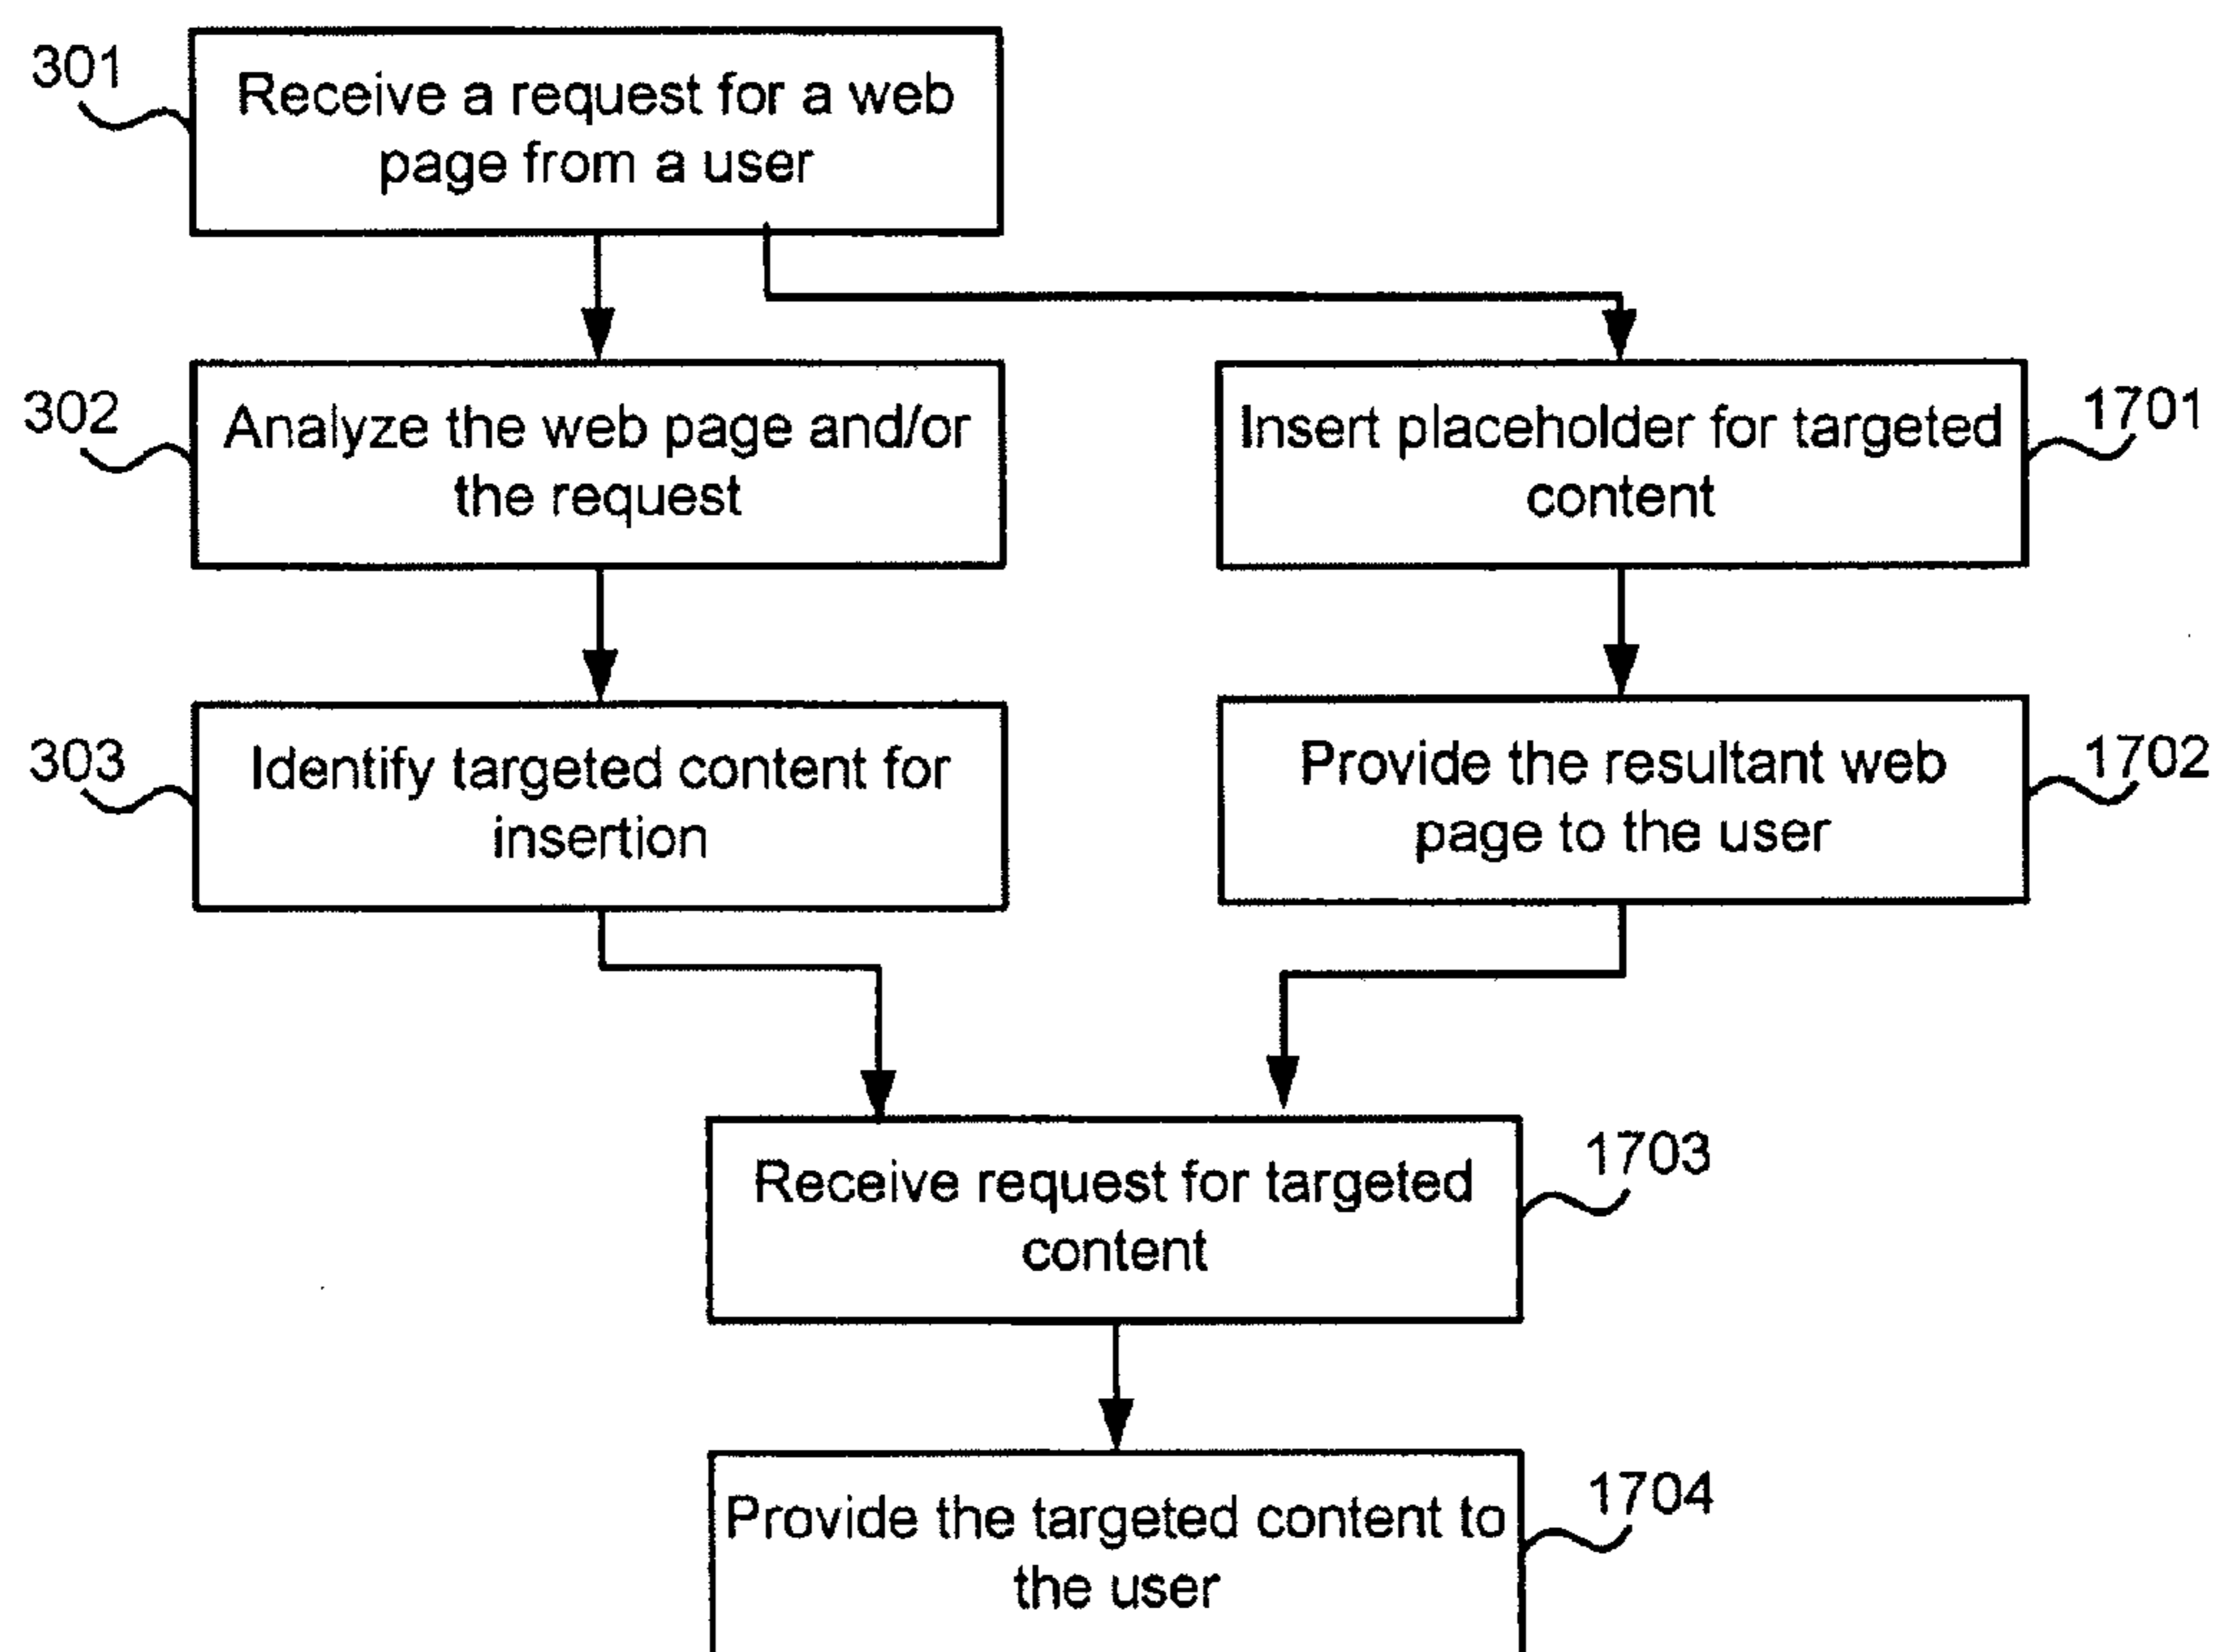 301
Receive a request for a web
page from a user
302
Analyze the web page and/or
the request
Insert placeholder for targeted
content
1701
303
Identify targeted content for
insertion
Provide the resultant web
page to the user
1702
Receive request for targeted
content
1703
Provide the targeted content to
the user
1704